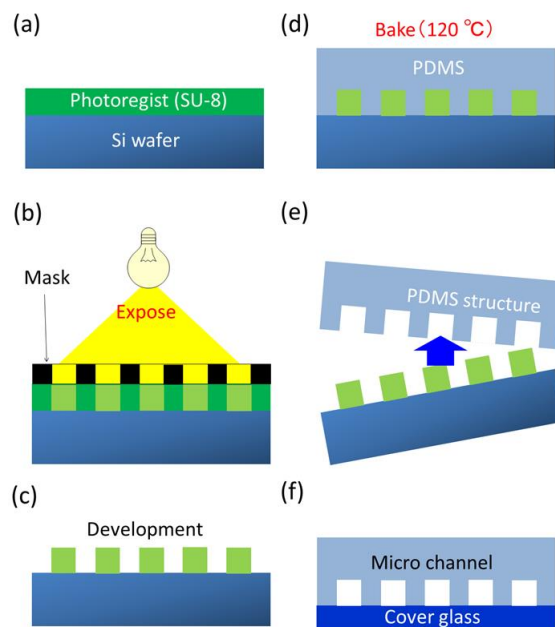 (a)
Photoregist (SU-8)
Si wafer
(b)
Mask
Expose
(c)
Development
(d)
Bake(120 ℃)
PDMS
(e)
PDMS structure
(f)
Micro channel
Cover glass